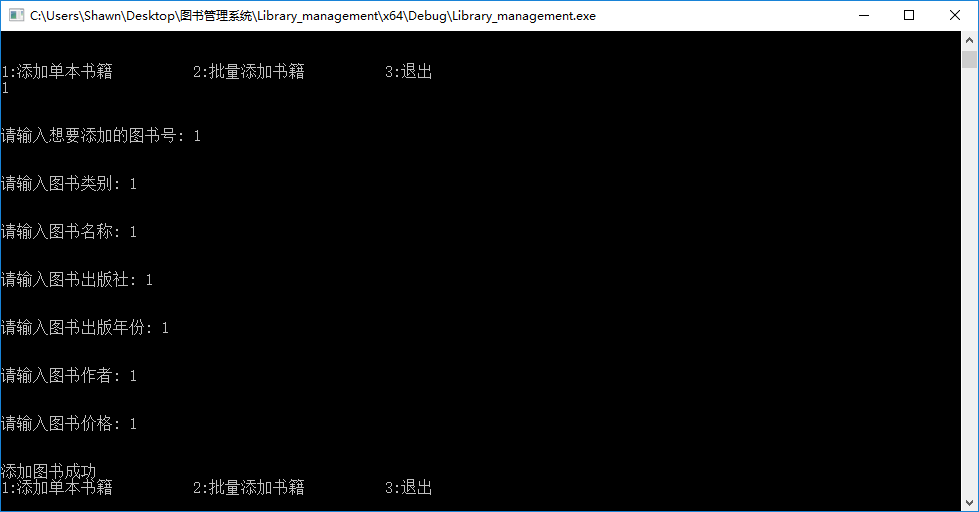 C:\Users\Shawn\Desktop\图书管理系统\Library_management\x64\Debug\Library_management.exe
1:添加单本书籍 2:批量添加书籍 3:退出
1
请输入想要添加的图书号: 1
请输入图书类别: 1
请输入图书名称: 1
请输入图书出版社: 1
请输入图书出版年份: 1
请输入图书作者: 1
请输入图书价格: 1
添加图书成功
1:添加单本书籍 2:批量添加书籍 3:退出